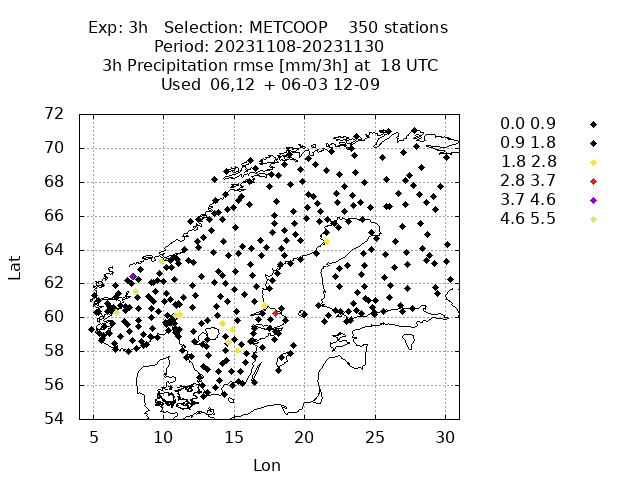 Exp: 3h Selection: METCOOP 350 stations
Period: 20231108-20231130
3h Precipitation rmse [mm/3h] at 18 UTC
Used 06,12 + 06-03 12-09
72
70
68
66
64
62
60
58
56
54
Lat
5 10 15 20 25 30
Lon
0.0 0.9
0.9 1.8
1.8 2.8
2.8 3.7
3.7 4.6
4.6 5.5